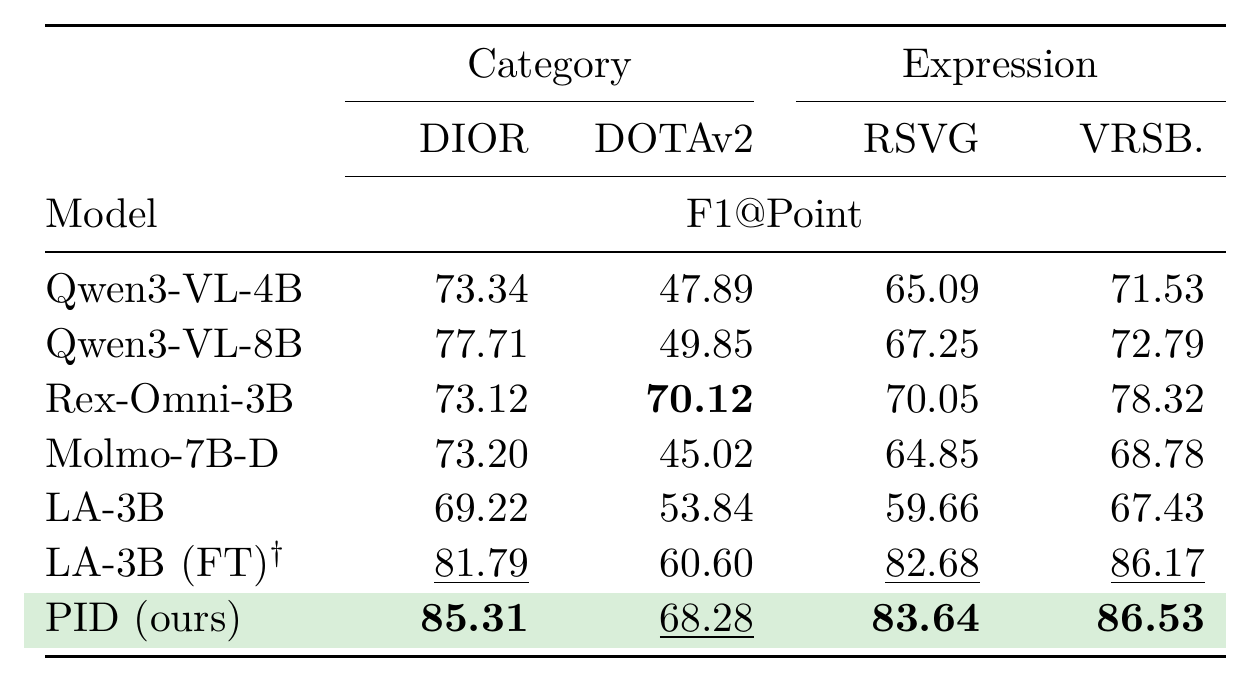 Category Expression
DIOR DOTAv2 RSVG VRSB.
Model F1@Point
Qwen3-VL-4B 73.34 47.89 65.09 71.53
Qwen3-VL-8B 77.71 49.85 67.25 72.79
Rex-Omni-3B 73.12 70.12 70.05 78.32
Molmo-7B-D 73.20 45.02 64.85 68.78
LA-3B 69.22 53.84 59.66 67.43
LA-3B (FT)† 81.79 60.60 82.68 86.17
PID (ours) 85.31 68.28 83.64 86.53